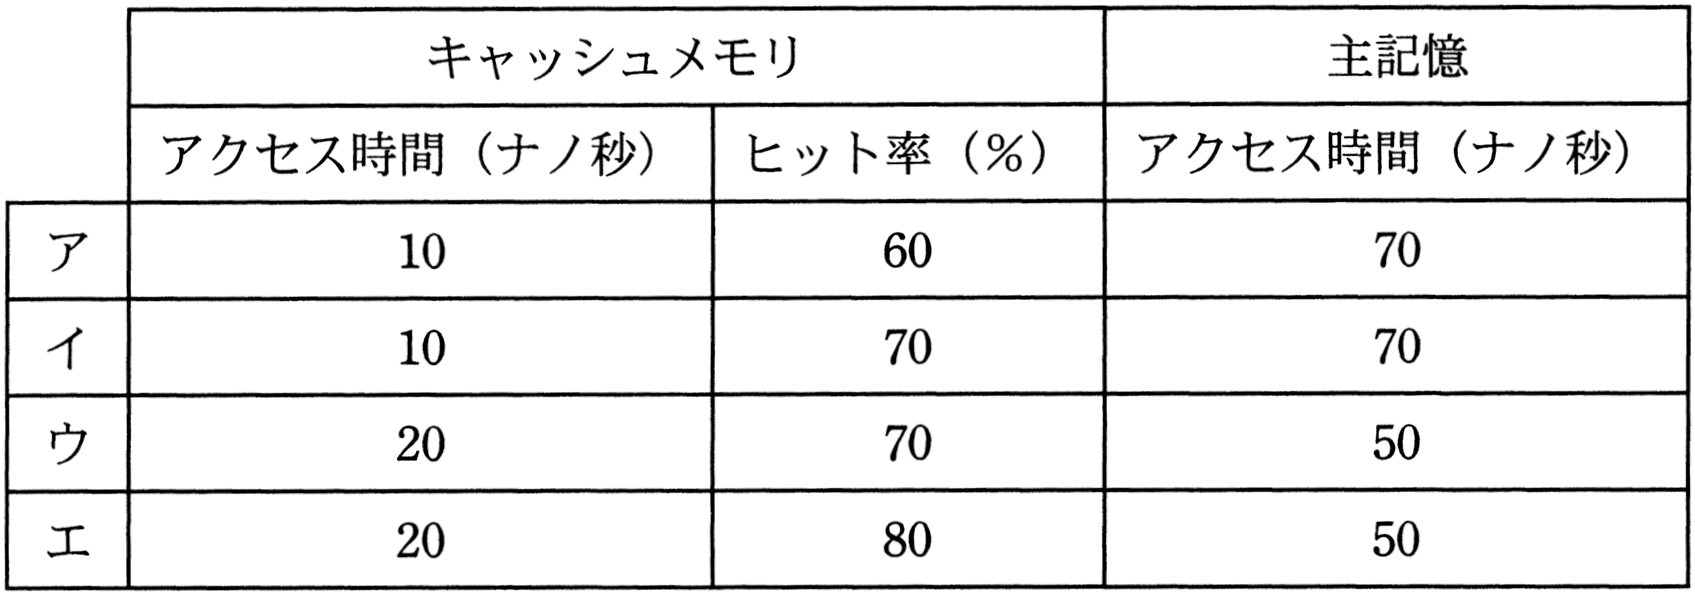 キャッシュメモリ 主記憶
アクセス時間（ナノ秒） ヒット率（％） アクセス時間（ナノ秒）
ア 10 60 70
イ 10 70 70
ウ 20 70 50
エ 20 80 50